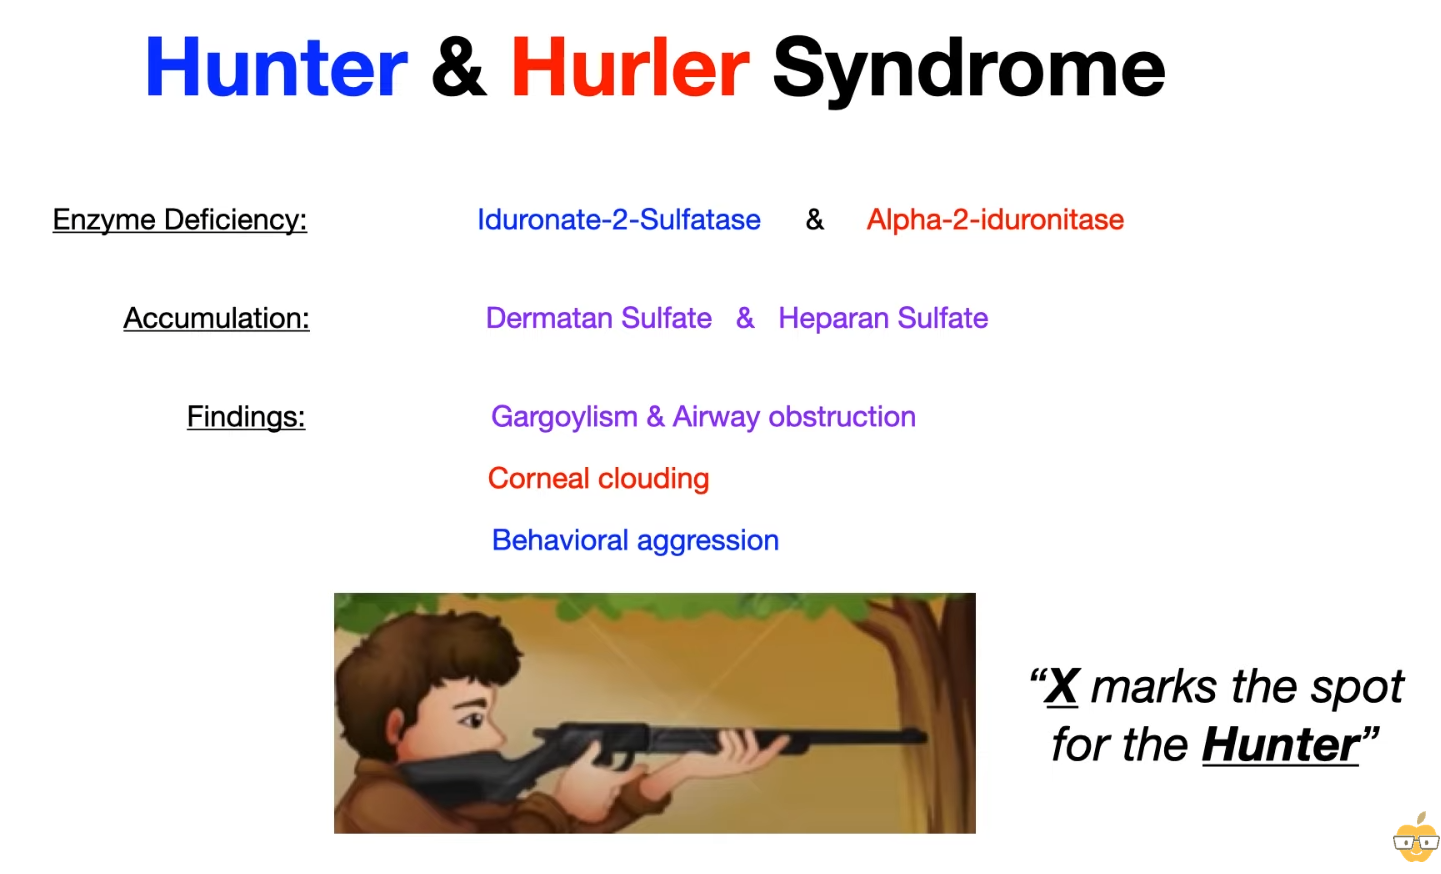 Hunter & Hurler Syndrome
Enzyme Deficiency: Iduronate-2-Sulfatase & Alpha-2-iduronitase
Accumulation: Dermatan Sulfate & Heparan Sulfate
Findings: Gargoylism & Airway obstruction
Corneal clouding
Behavioral aggression
“X marks the spot
for the Hunter”